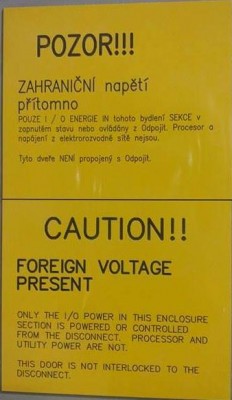 POZOR!!!
ZAHRANIČNÍ napětí
přítomno
POUZE I / O ENERGIE IN tohoto bydlení SEKCE v
zapnutém stavu nebo ovládány z Odpojit. Procesor a
napájení z elektrorozvodné sítě nejsou.
Tyto dveře NENÍ propojený s Odpojit.
CAUTION!!
FOREIGN VOLTAGE
PRESENT
ONLY THE I/O POWER IN THIS ENCLOSURE
SECTION IS POWERED OR CONTROLLED
FROM THE DISCONNECT. PROCESSOR AND
UTILITY POWER ARE NOT.
THIS DOOR IS NOT INTERLOCKED TO THE
DISCONNECT.